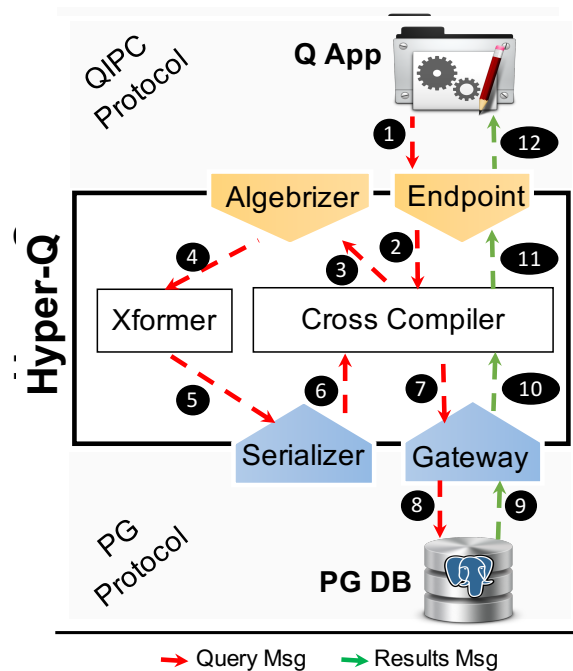 QIPC
Protocol
Q App
1
12
Algebrizer
Endpoint
2
11
3
4
Hyper-Q
Xformer
Cross Compiler
5
6
7
10
Serializer
Gateway
8
9
PG
Protocol
PG DB
Query Msg
Results Msg